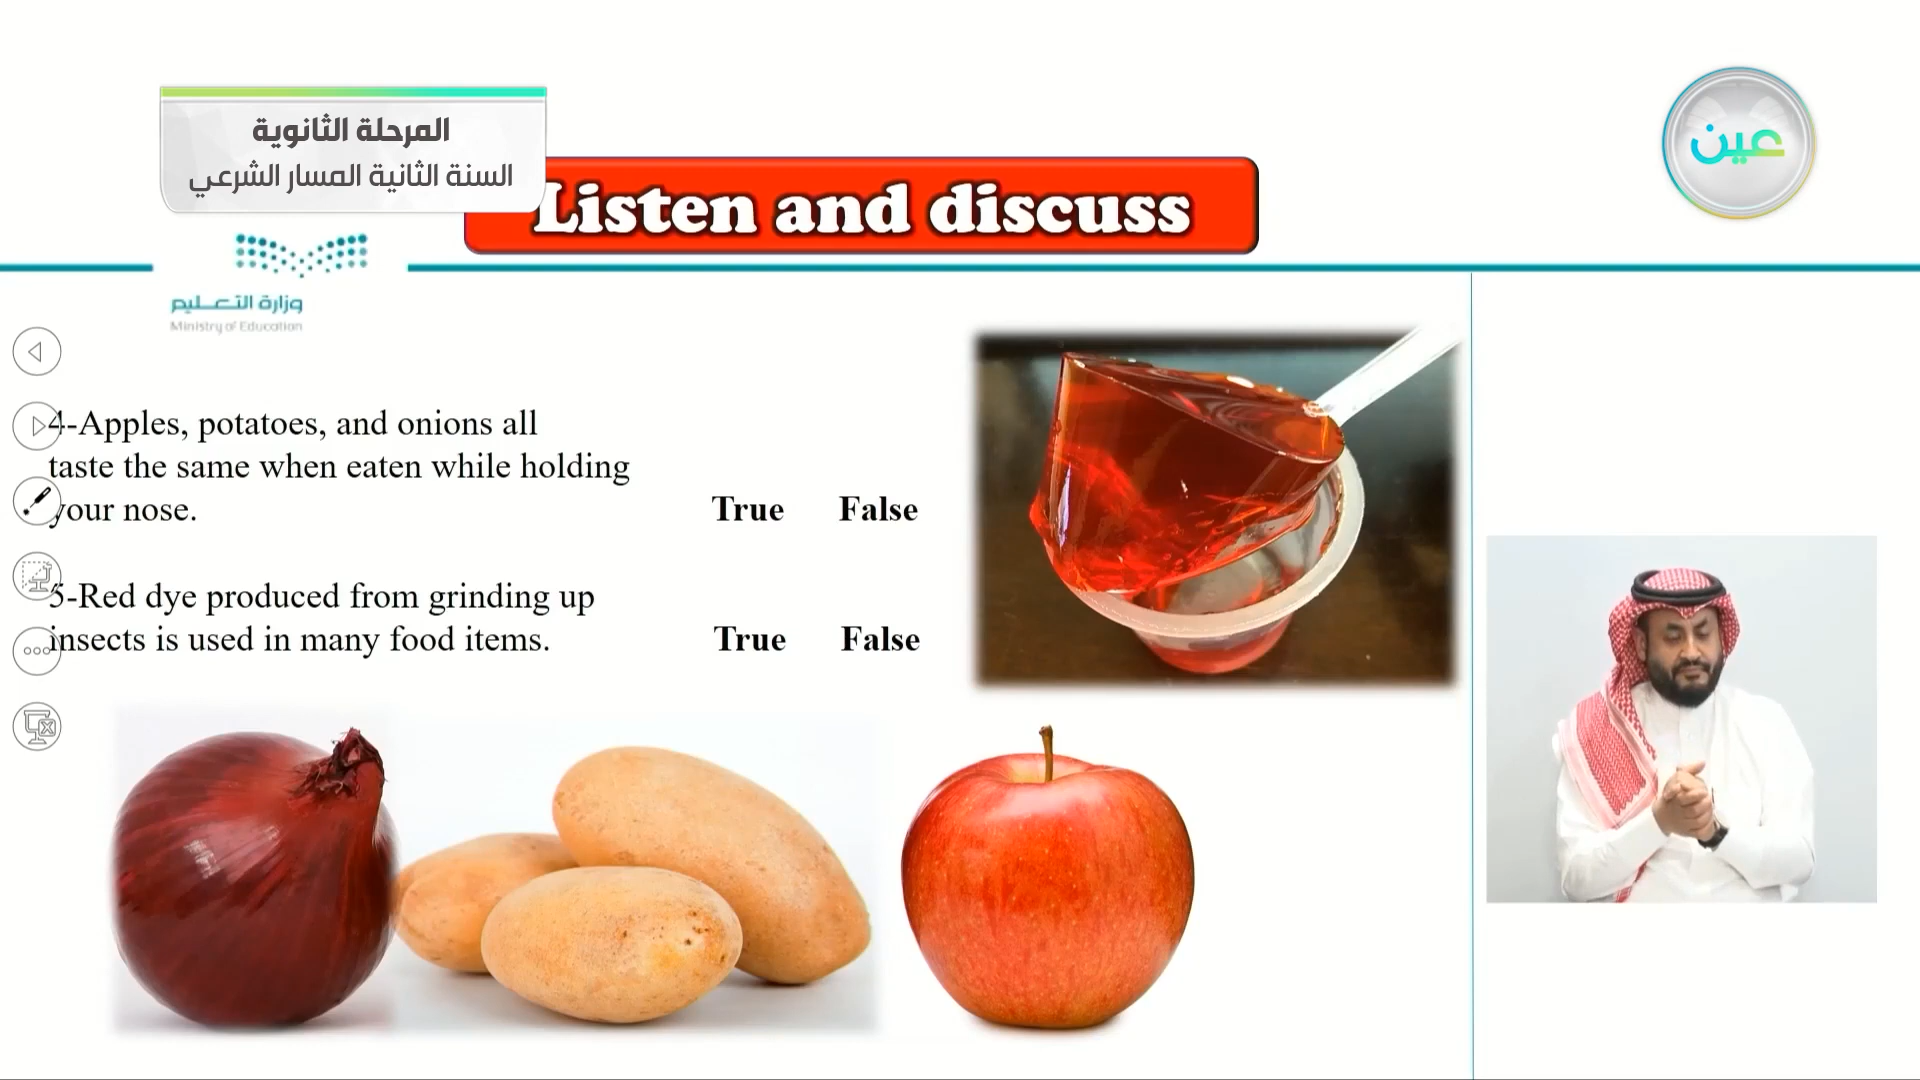 المرحلة الثانوية
السنة الثانية المسار الشرعي
عين
Listen and discuss
وزارة التعليم
Ministry of Education
4-Apples, potatoes, and onions all
taste the same when eaten while holding
your nose.
True False
5-Red dye produced from grinding up
insects is used in many food items.
True False